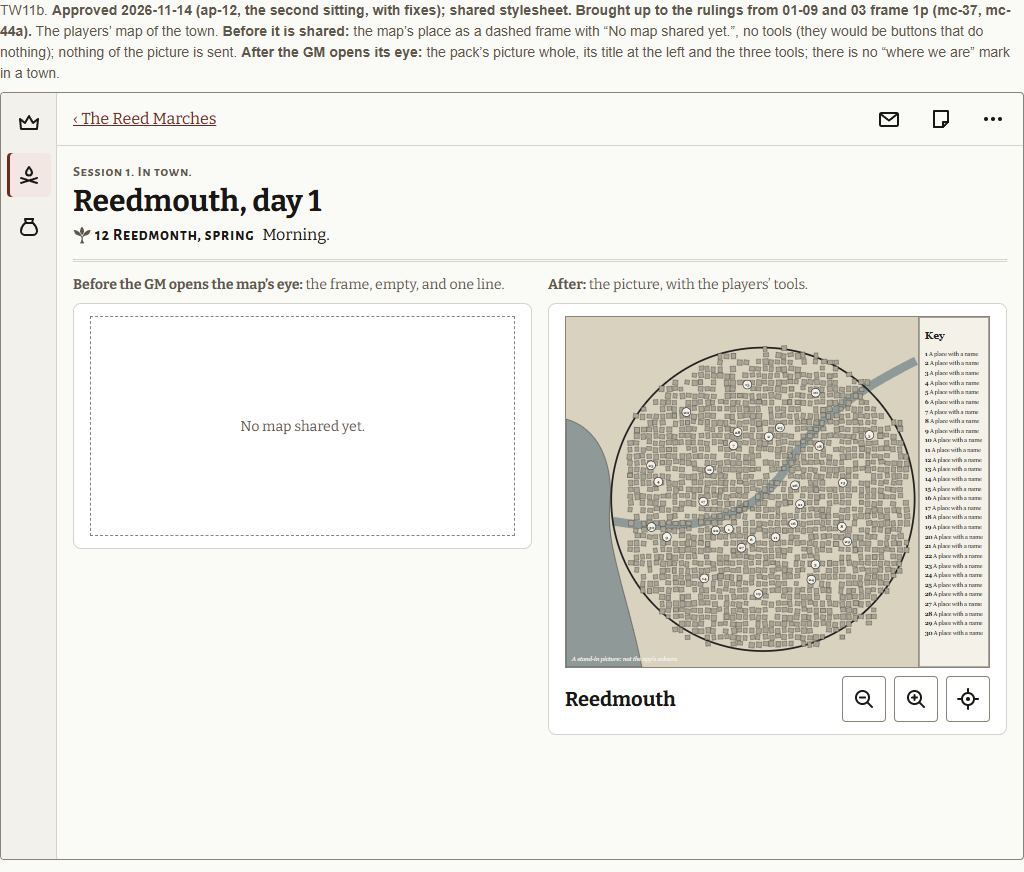 TW11b. Approved 2026-11-14 (ap-12, the second sitting, with fixes); shared stylesheet. Brought up to the rulings from 01-09 and 03 frame 1p (mc-37, mc-
44a). The players’ map of the town. Before it is shared: the map’s place as a dashed frame with “No map shared yet.”, no tools (they would be buttons that do
nothing); nothing of the picture is sent. After the GM opens its eye: the pack’s picture whole, its title at the left and the three tools; there is no “where we are” mark
in a town.
‹ The Reed Marches
SESSION 1. IN TOWN.
Reedmouth, day 1
12 REEDMONTH, SPRING Morning.
Before the GM opens the map’s eye: the frame, empty, and one line.
No map shared yet.
After: the picture, with the players’ tools.
Key
1 A place with a name
2 A place with a name
3 A place with a name
4 A place with a name
5 A place with a name
6 A place with a name
7 A place with a name
8 A place with a name
9 A place with a name
10 A place with a name
11 A place with a name
12 A place with a name
13 A place with a name
14 A place with a name
15 A place with a name
16 A place with a name
17 A place with a name
18 A place with a name
19 A place with a name
20 A place with a name
21 A place with a name
22 A place with a name
23 A place with a name
24 A place with a name
25 A place with a name
26 A place with a name
27 A place with a name
28 A place with a name
29 A place with a name
30 A place with a name
A stand-in picture: not the app's colours.
Reedmouth